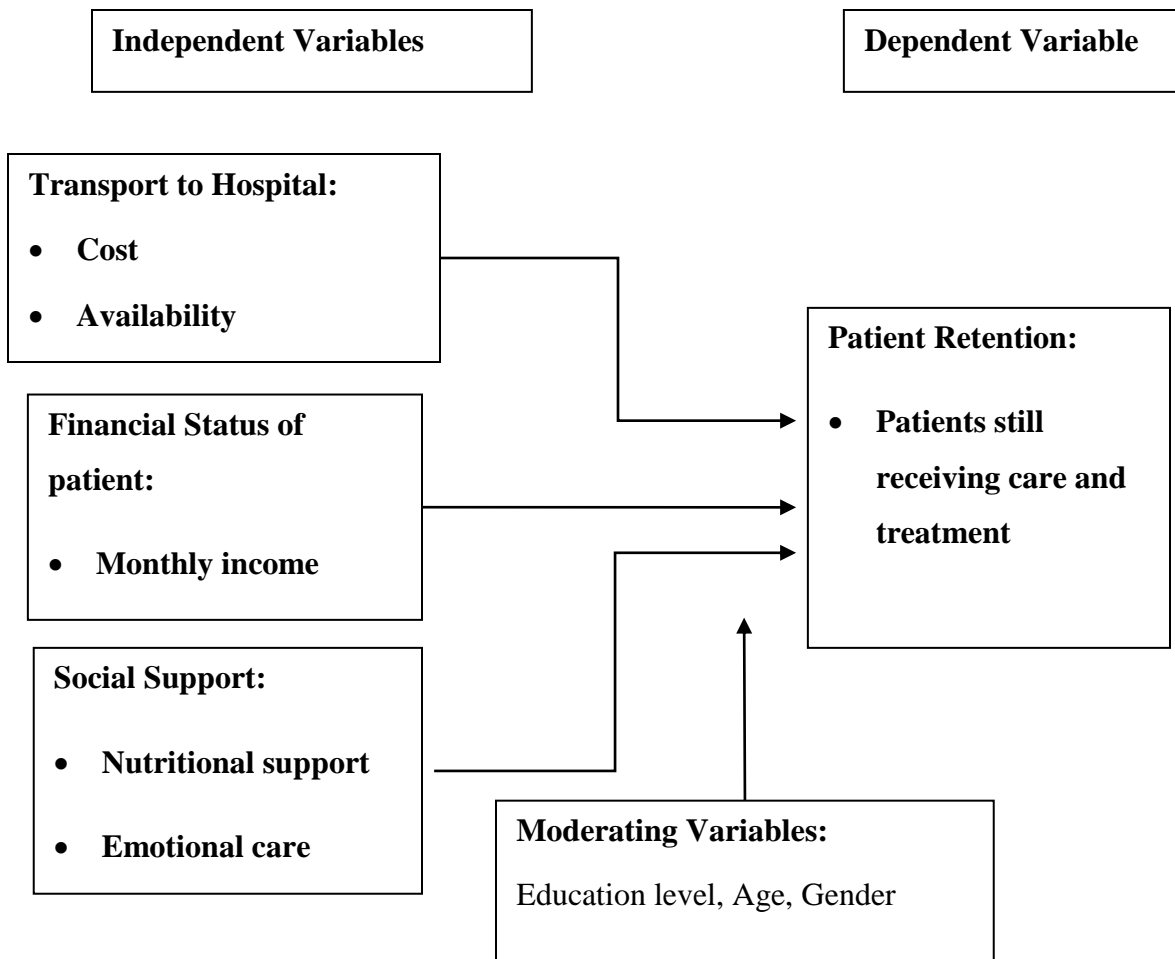 Independent Variables
Dependent Variable
Transport to Hospital:
• Cost
• Availability
Financial Status of
patient:
• Monthly income
Social Support:
• Nutritional support
• Emotional care
Patient Retention:
• Patients still
receiving care and
treatment
Moderating Variables:
Education level, Age, Gender